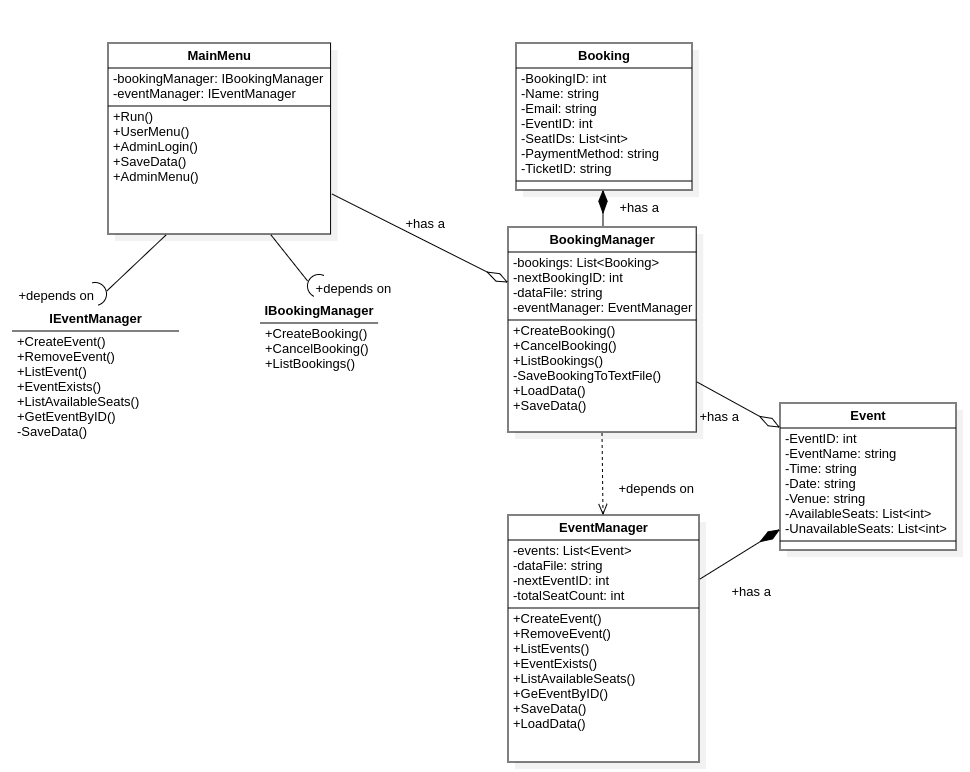 MainMenu
-bookingManager: IBookingManager
-eventManager: IEventManager
+Run()
+UserMenu()
+AdminLogin()
+SaveData()
+AdminMenu()
Booking
-BookingID: int
-Name: string
-Email: string
-EventID: int
-SeatIDs: List<int>
-PaymentMethod: string
-TicketID: string
+has a
+has a
BookingManager
-bookings: List<Booking>
-nextBookingID: int
-dataFile: string
-eventManager: EventManager
+CreateBooking()
+CancelBooking()
+ListBookings()
-SaveBookingToTextFile()
+LoadData()
+SaveData()
+depends on
IEventManager
+CreateEvent()
+RemoveEvent()
+ListEvent()
+EventExists()
+ListAvailableSeats()
+GetEventByID()
-SaveData()
+depends on
IBookingManager
+CreateBooking()
+CancelBooking()
+ListBookings()
+has a
Event
-EventID: int
-EventName: string
-Time: string
-Date: string
-Venue: string
-AvailableSeats: List<int>
-UnavailableSeats: List<int>
+depends on
EventManager
-events: List<Event>
-dataFile: string
-nextEventID: int
-totalSeatCount: int
+CreateEvent()
+RemoveEvent()
+ListEvents()
+EventExists()
+ListAvailableSeats()
+GeEventByID()
+SaveData()
+LoadData()
+has a